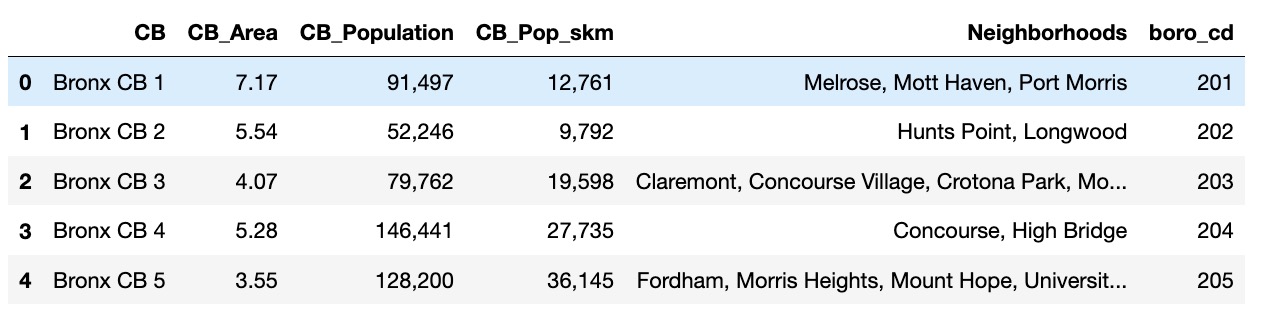 CB CB_Area CB_Population CB_Pop_skm Neighborhoods boro_cd
0 Bronx CB 1 7.17 91,497 12,761 Melrose, Mott Haven, Port Morris 201
1 Bronx CB 2 5.54 52,246 9,792 Hunts Point, Longwood 202
2 Bronx CB 3 4.07 79,762 19,598 Claremont, Concourse Village, Crotona Park, Mo... 203
3 Bronx CB 4 5.28 146,441 27,735 Concourse, High Bridge 204
4 Bronx CB 5 3.55 128,200 36,145 Fordham, Morris Heights, Mount Hope, Universit... 205